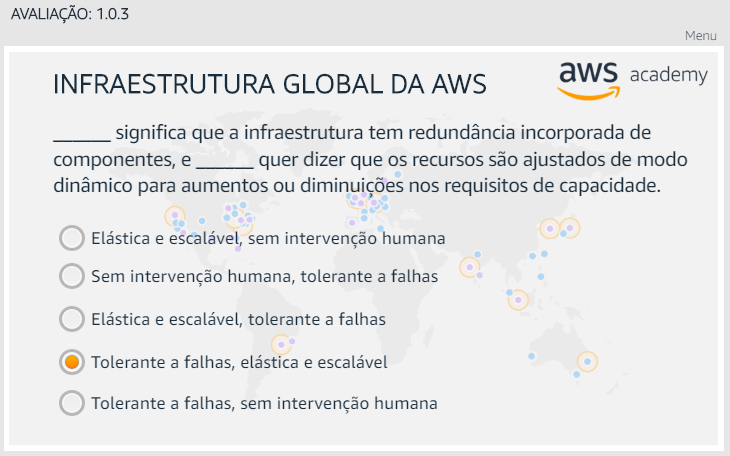 AVALIAÇÃO: 1.0.3
Menu
INFRAESTRUTURA GLOBAL DA AWS
aws academy
______ significa que a infraestrutura tem redundância incorporada de
componentes, e ______ quer dizer que os recursos são ajustados de modo
dinâmico para aumentos ou diminuições nos requisitos de capacidade.
Elástica e escalável, sem intervenção humana
Sem intervenção humana, tolerante a falhas
Elástica e escalável, tolerante a falhas
Tolerante a falhas, elástica e escalável
Tolerante a falhas, sem intervenção humana